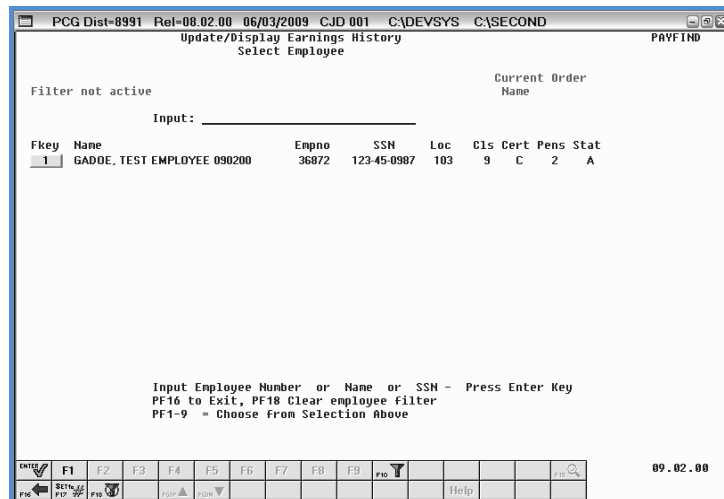 PCG Dist=8991 Rel=08.02.00 06/03/2009 CJD 001 C:\DEVSYS C:\SECOND
Update/Display Earnings History PAYFIND
Select Employee
Current Order
Filter not active Name
Input:
Fkey Name Empno SSN Loc Cls Cert Pens Stat
1 GADOE, TEST EMPLOYEE 090200 36872 123-45-0987 103 9 C 2 A
Input Employee Number or Name or SSN - Press Enter Key
PF16 to Exit, PF18 Clear employee filter
PF1-9 = Choose from Selection Above
ENTER F1 F2 F3 F4 F5 F6 F7 F8 F9 F10 F15 09.02.00
F16 F17 F18 Help